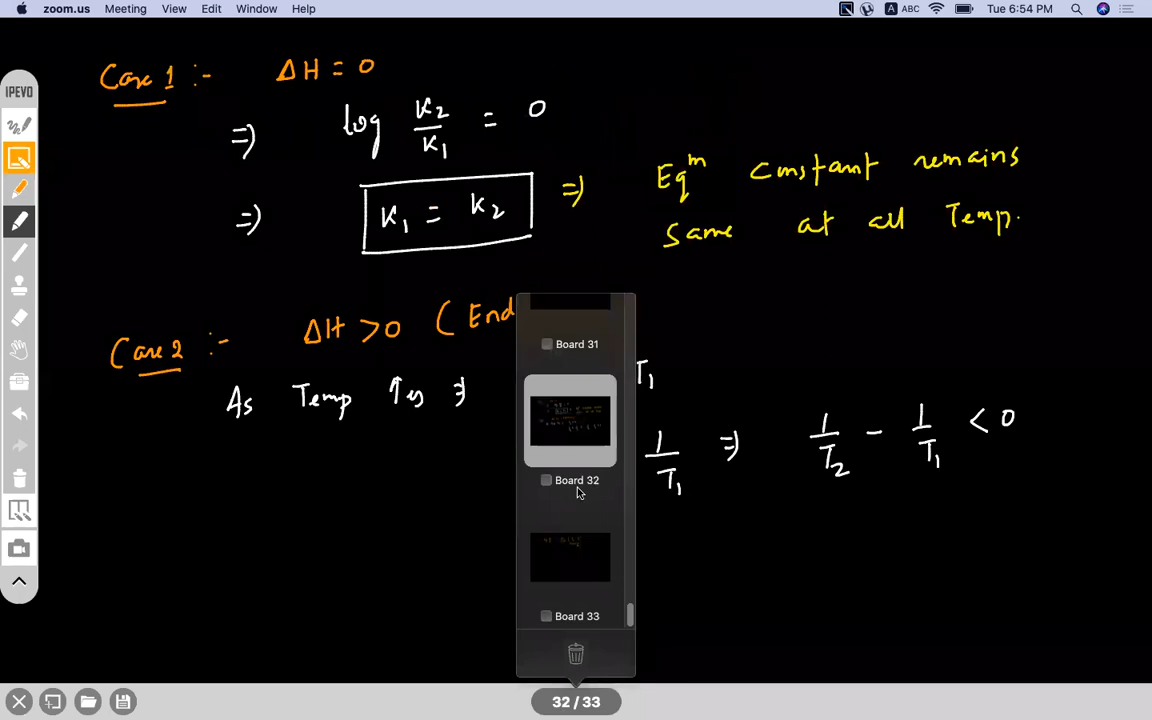 zoom.us Meeting View Edit Window Help
A ABC Tue 6:54 PM
IPEVO
Case 1 :- ΔH = 0
=> log K2/K1 = 0
=> K1 = K2 => Eqm constant remains
same at all Temp.
Case 2 :- ΔH > 0 ( End
As Temp ↑es ⇒ T1
1/T1 => 1/T2 - 1/T1 < 0
Board 31
Board 32
Board 33
32 / 33